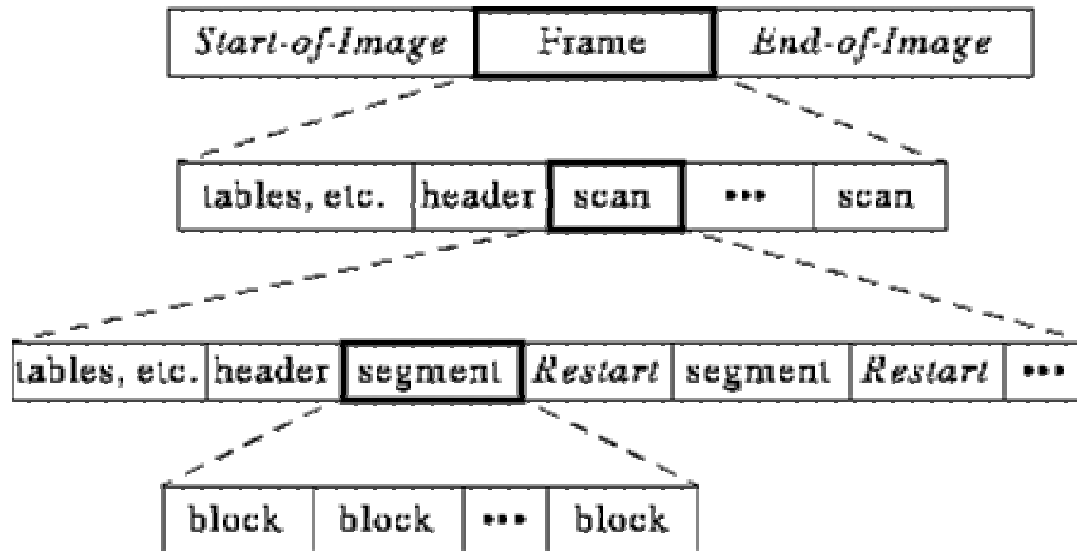 Start-of-Image Frame End-of-Image
tables, etc. header scan ••• scan
tables, etc. header segment Restart segment Restart •••
block block ••• block